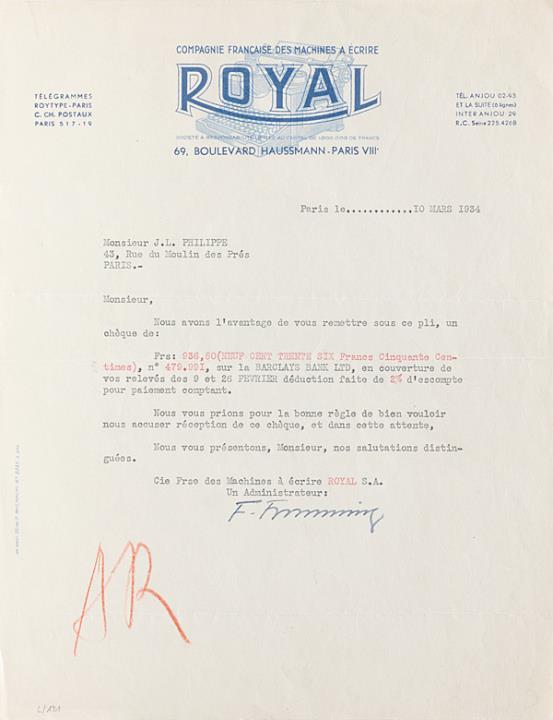 COMPAGNIE FRANÇAISE DES MACHINES A ÉCRIRE
ROYAL
TÉLÉGRAMMES
ROYTYPE-PARIS
C. CH. POSTAUX
PARIS 517-19
TÉL. ANJOU 02-93
ET LA SUITE (6 lignes)
INTER ANJOU 29
R.C. Seine 225.426B
69, BOULEVARD HAUSSMANN - PARIS VIIIᵉ
Paris le............10 MARS 1934
Monsieur J.L. PHILIPPE
43, Rue du Moulin des Prés
PARIS.-
Monsieur,
Nous avons l'avantage de vous remettre sous ce pli, un
chèque de:
Frs: 936,50(NEUF CENT TRENTE SIX Francs Cinquante Cen-
times), n° 479.991, sur la BARCLAYS BANK LTD, en couverture de
vos relevés des 9 et 26 FEVRIER déduction faite de 2% d'escompte
pour paiement comptant.
Nous vous prions pour la bonne règle de bien vouloir
nous accuser réception de ce chèque, et dans cette attente,
Nous vous présentons, Monsieur, nos salutations distin-
guées.
Cie Frse des Machines à écrire ROYAL S.A.
Un Administrateur:
AR
L/131